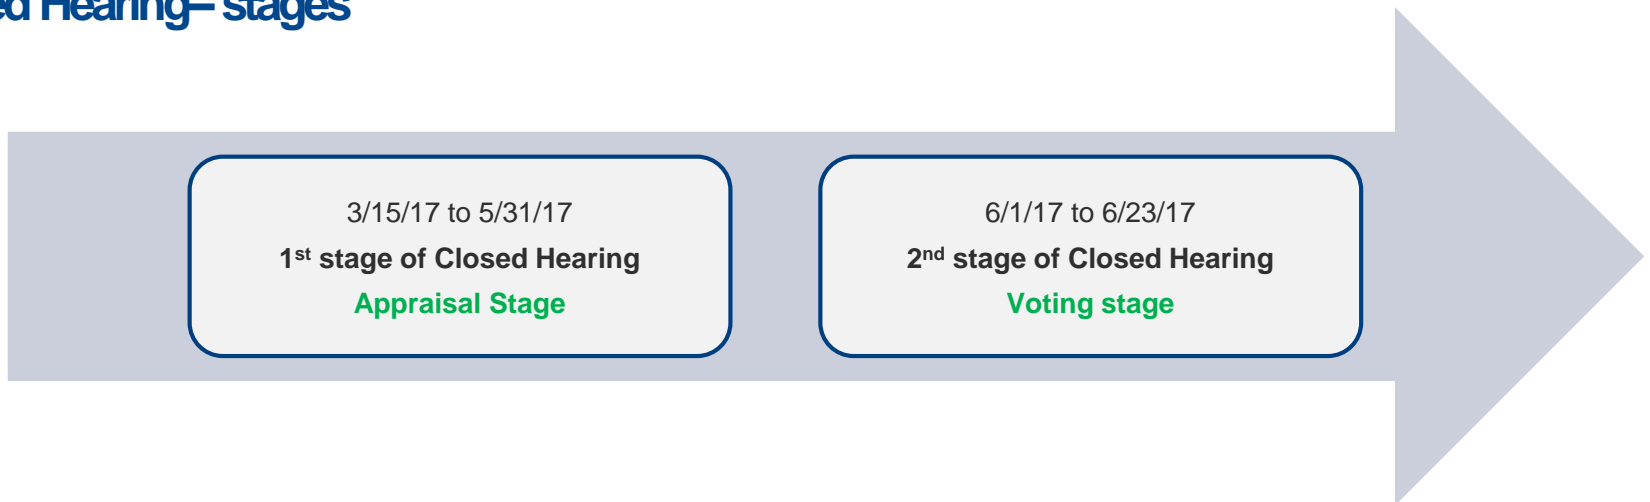 ed Hearing– stages
3/15/17 to 5/31/17
1st stage of Closed Hearing
Appraisal Stage
6/1/17 to 6/23/17
2nd stage of Closed Hearing
Voting stage